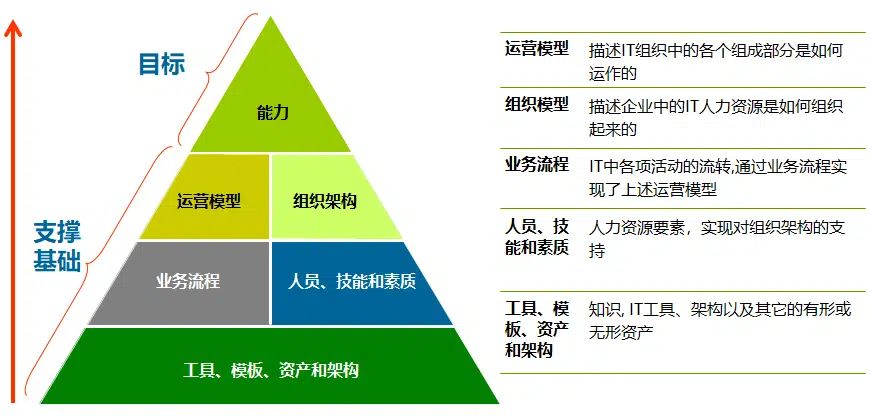 目标
能力
运营模型
组织架构
支撑
基础
业务流程
人员、技能和素质
工具、模板、资产和架构
运营模型
描述IT组织中的各个组成部分是如何
运作的
组织模型
描述企业中的IT人力资源是如何组织
起来的
业务流程
IT中各项活动的流转,通过业务流程实
现了上述运营模型
人员、技
能和素质
人力资源要素，实现对组织架构的支
持
工具、模
板、资产
和架构
知识, IT工具、架构以及其它的有形或
无形资产